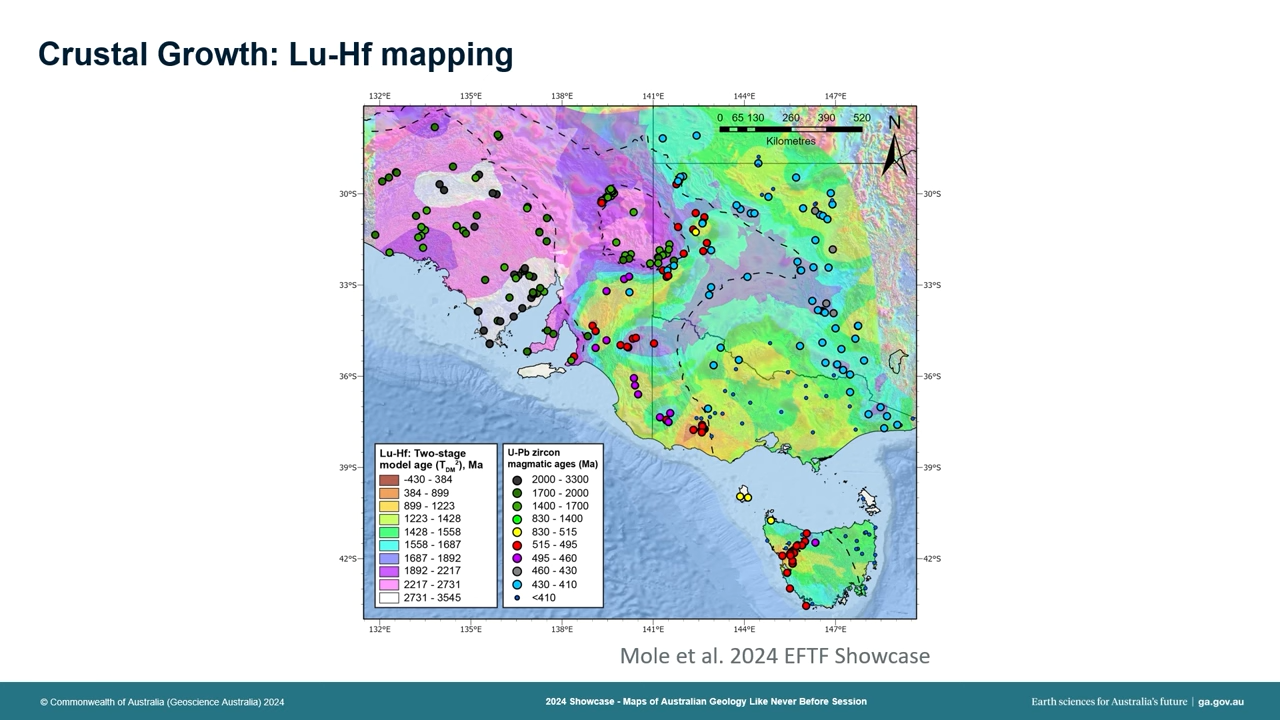 Crustal Growth: Lu-Hf mapping
132°E 135°E 138°E 141°E 144°E 147°E
0 65 130 260 390 520
Kilometres
N
30°S 30°S
33°S 33°S
36°S 36°S
39°S 39°S
42°S 42°S
Lu-Hf: Two-stage
model age (TDM2), Ma
-430 - 384
384 - 899
899 - 1223
1223 - 1428
1428 - 1558
1558 - 1687
1687 - 1892
1892 - 2217
2217 - 2731
2731 - 3545
U-Pb zircon
magmatic ages (Ma)
2000 - 3300
1700 - 2000
1400 - 1700
830 - 1400
830 - 515
515 - 495
495 - 460
460 - 430
430 - 410
<410
132°E 135°E 138°E 141°E 144°E 147°E
Mole et al. 2024 EFTF Showcase
© Commonwealth of Australia (Geoscience Australia) 2024
2024 Showcase - Maps of Australian Geology Like Never Before Session
Earth sciences for Australia's future | ga.gov.au